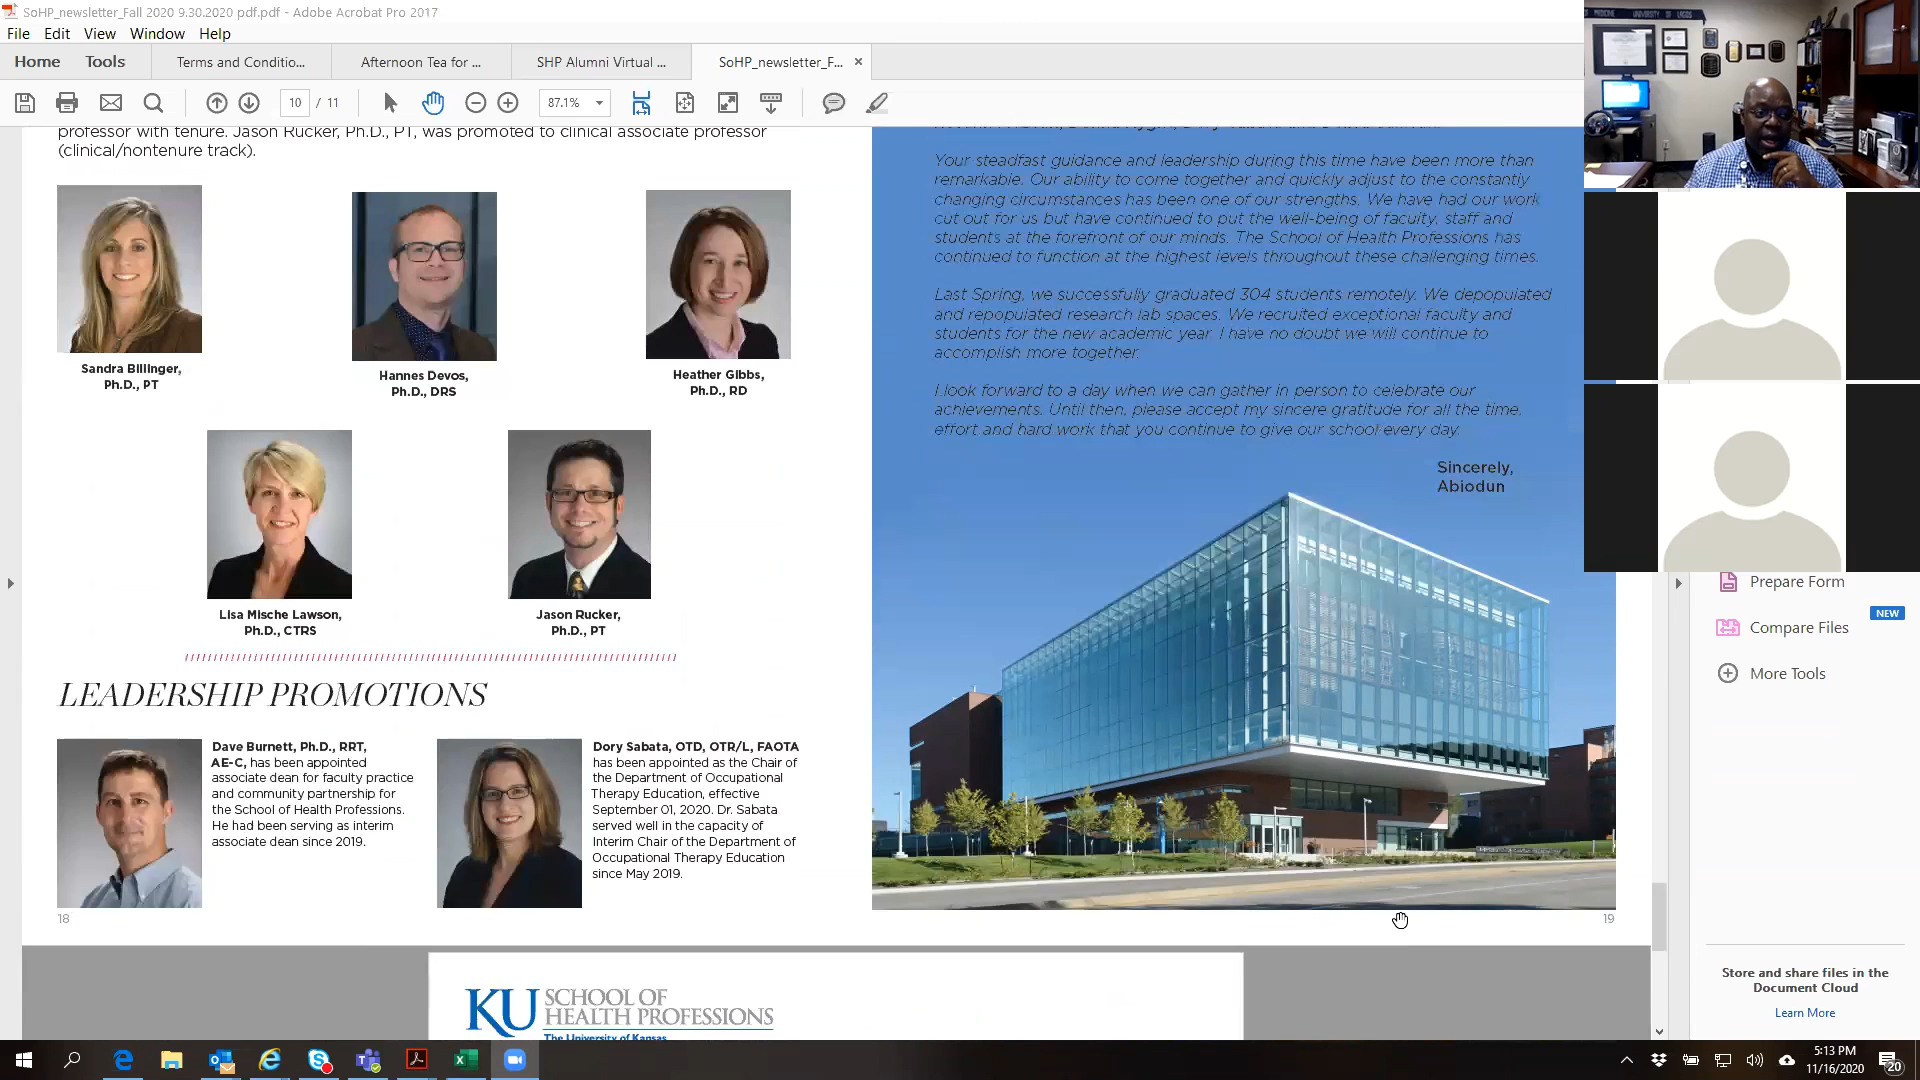 SoHP_newsletter_Fall 2020 9.30.2020 pdf.pdf - Adobe Acrobat Pro 2017
File Edit View Window Help
Home Tools Terms and Conditio... Afternoon Tea for ... SHP Alumni Virtual ... SoHP_newsletter_F... ×
10 / 11 87.1%
professor with tenure. Jason Rucker, Ph.D., PT, was promoted to clinical associate professor
(clinical/nontenure track).
Sandra Billinger,
Ph.D., PT
Hannes Devos,
Ph.D., DRS
Heather Gibbs,
Ph.D., RD
Lisa Mische Lawson,
Ph.D., CTRS
Jason Rucker,
Ph.D., PT
LEADERSHIP PROMOTIONS
Dave Burnett, Ph.D., RRT,
AE-C, has been appointed
associate dean for faculty practice
and community partnership for
the School of Health Professions.
He had been serving as interim
associate dean since 2019.
Dory Sabata, OTD, OTR/L, FAOTA
has been appointed as the Chair of
the Department of Occupational
Therapy Education, effective
September 01, 2020. Dr. Sabata
served well in the capacity of
Interim Chair of the Department of
Occupational Therapy Education
since May 2019.
18
Your steadfast guidance and leadership during this time have been more than
remarkable. Our ability to come together and quickly adjust to the constantly
changing circumstances has been one of our strengths. We have had our work
cut out for us but have continued to put the well-being of faculty, staff and
students at the forefront of our minds. The School of Health Professions has
continued to function at the highest levels throughout these challenging times.
Last Spring, we successfully graduated 304 students remotely. We depopulated
and repopulated research lab spaces. We recruited exceptional faculty and
students for the new academic year. I have no doubt we will continue to
accomplish more together.
I look forward to a day when we can gather in person to celebrate our
achievements. Until then, please accept my sincere gratitude for all the time,
effort and hard work that you continue to give our school every day.
Sincerely,
Abiodun
19
KU SCHOOL OF
HEALTH PROFESSIONS
The University of Kansas
MEDICINE UNIVERSITY OF LAGOS
Prepare Form
NEW
Compare Files
More Tools
Store and share files in the
Document Cloud
Learn More
5:13 PM
11/16/2020
20